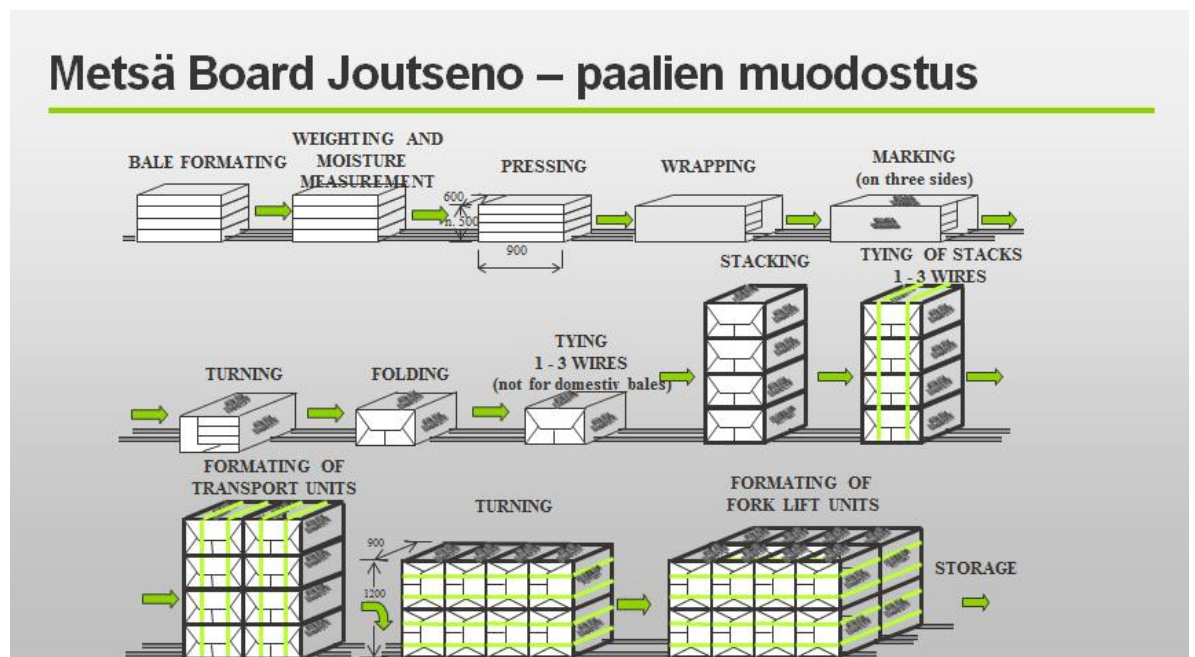 Metsä Board Joutseno – paalien muodostus
BALE FORMATING
WEIGHTING AND
MOISTURE
MEASUREMENT
PRESSING
WRAPPING
MARKING
(on three sides)
600
n. 500
900
STACKING
TYING OF STACKS
1 - 3 WIRES
TURNING
FOLDING
TYING
1 - 3 WIRES
(not for domestiv bales)
FORMATING OF
TRANSPORT UNITS
TURNING
900
1200
FORMATING OF
FORK LIFT UNITS
STORAGE